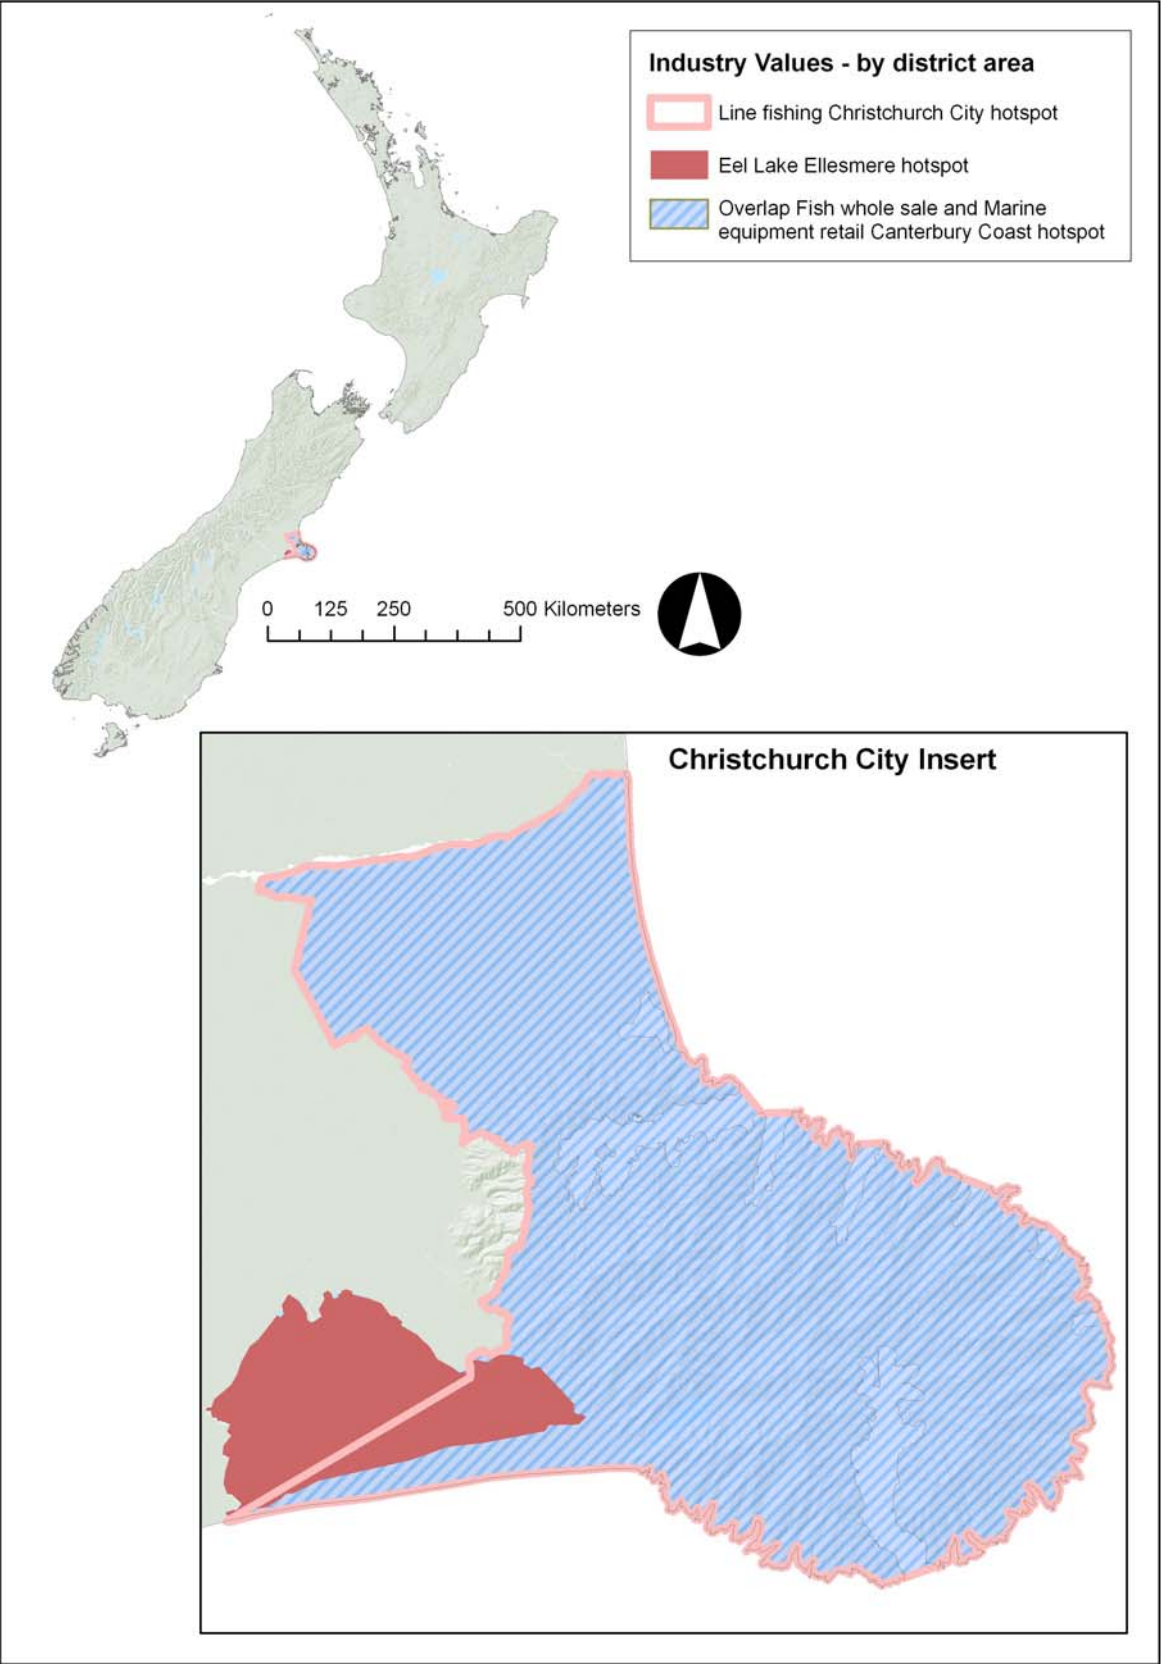 Industry Values - by district area
Line fishing Christchurch City hotspot
Eel Lake Ellesmere hotspot
Overlap Fish whole sale and Marine
equipment retail Canterbury Coast hotspot
0 125 250 500 Kilometers
Christchurch City Insert